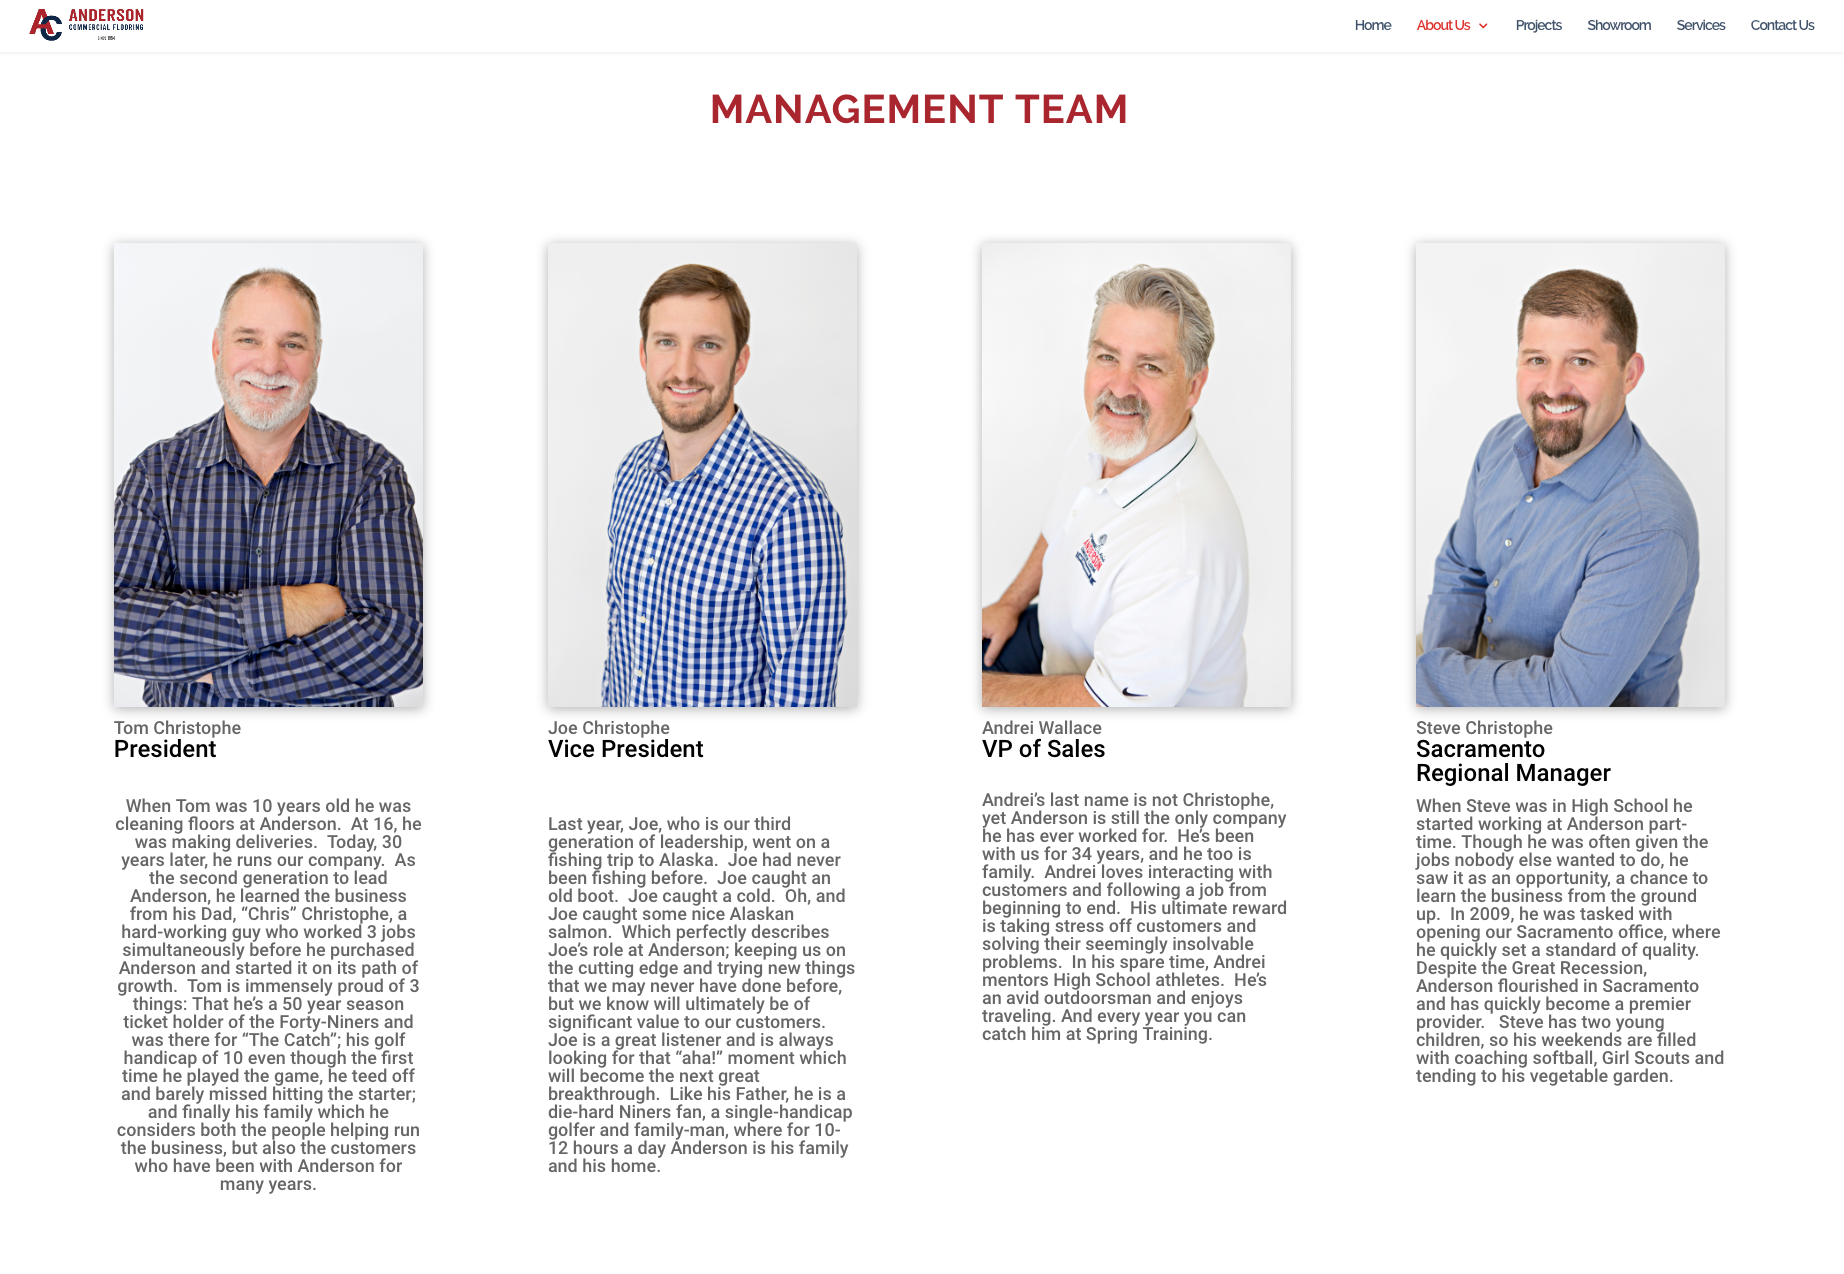 ANDERSON
COMMERCIAL FLOORING
SINCE 1954
Home
About Us
Projects
Showroom
Services
Contact Us
MANAGEMENT TEAM
ANDERSON
Tom Christophe
President
When Tom was 10 years old he was
cleaning floors at Anderson.  At 16, he
was making deliveries.  Today, 30
years later, he runs our company.  As
the second generation to lead
Anderson, he learned the business
from his Dad, “Chris” Christophe, a
hard-working guy who worked 3 jobs
simultaneously before he purchased
Anderson and started it on its path of
growth.  Tom is immensely proud of 3
things: That he’s a 50 year season
ticket holder of the Forty-Niners and
was there for “The Catch”; his golf
handicap of 10 even though the first
time he played the game, he teed off
and barely missed hitting the starter;
and finally his family which he
considers both the people helping run
the business, but also the customers
who have been with Anderson for
many years.
Joe Christophe
Vice President
Last year, Joe, who is our third
generation of leadership, went on a
fishing trip to Alaska.  Joe had never
been fishing before.  Joe caught an
old boot.  Joe caught a cold.  Oh, and
Joe caught some nice Alaskan
salmon.  Which perfectly describes
Joe’s role at Anderson; keeping us on
the cutting edge and trying new things
that we may never have done before,
but we know will ultimately be of
significant value to our customers.
Joe is a great listener and is always
looking for that “aha!” moment which
will become the next great
breakthrough.  Like his Father, he is a
die-hard Niners fan, a single-handicap
golfer and family-man, where for 10-
12 hours a day Anderson is his family
and his home.
Andrei Wallace
VP of Sales
Andrei’s last name is not Christophe,
yet Anderson is still the only company
he has ever worked for.  He’s been
with us for 34 years, and he too is
family.  Andrei loves interacting with
customers and following a job from
beginning to end.  His ultimate reward
is taking stress off customers and
solving their seemingly insolvable
problems.  In his spare time, Andrei
mentors High School athletes.  He’s
an avid outdoorsman and enjoys
traveling. And every year you can
catch him at Spring Training.
Steve Christophe
Sacramento
Regional Manager
When Steve was in High School he
started working at Anderson part-
time. Though he was often given the
jobs nobody else wanted to do, he
saw it as an opportunity, a chance to
learn the business from the ground
up.  In 2009, he was tasked with
opening our Sacramento office, where
he quickly set a standard of quality.
Despite the Great Recession,
Anderson flourished in Sacramento
and has quickly become a premier
provider.   Steve has two young
children, so his weekends are filled
with coaching softball, Girl Scouts and
tending to his vegetable garden.